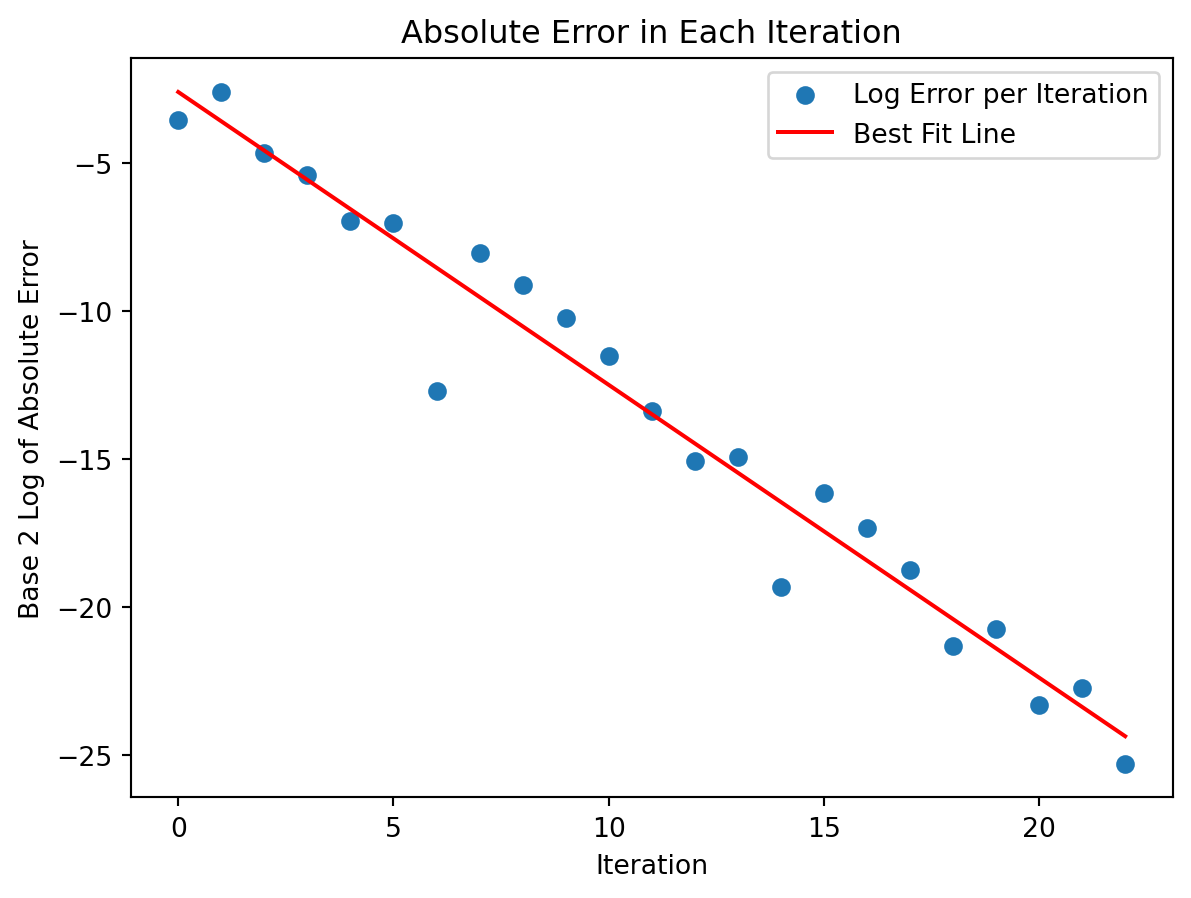 Absolute Error in Each Iteration
Log Error per Iteration
Best Fit Line
Base 2 Log of Absolute Error
−5
−10
−15
−20
−25
0 5 10 15 20
Iteration